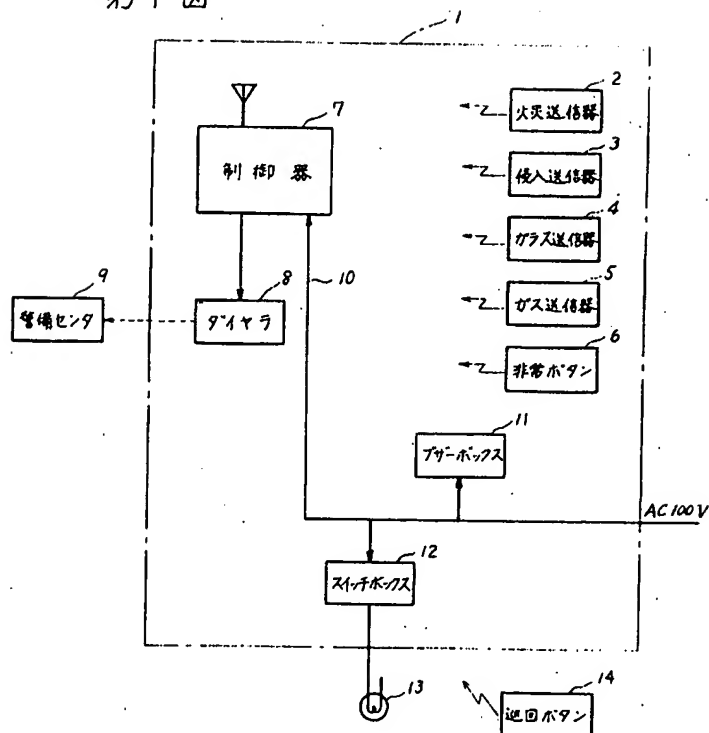 1
2
火災送信器
3
侵入送信器
4
ガラス送信器
5
ガス送信器
6
非常ボタン
7
制御器
8
ダイヤラ
9
警備センタ
10
11
ブザーボックス
AC 100V
12
スイッチボックス
13
14
巡回ボタン